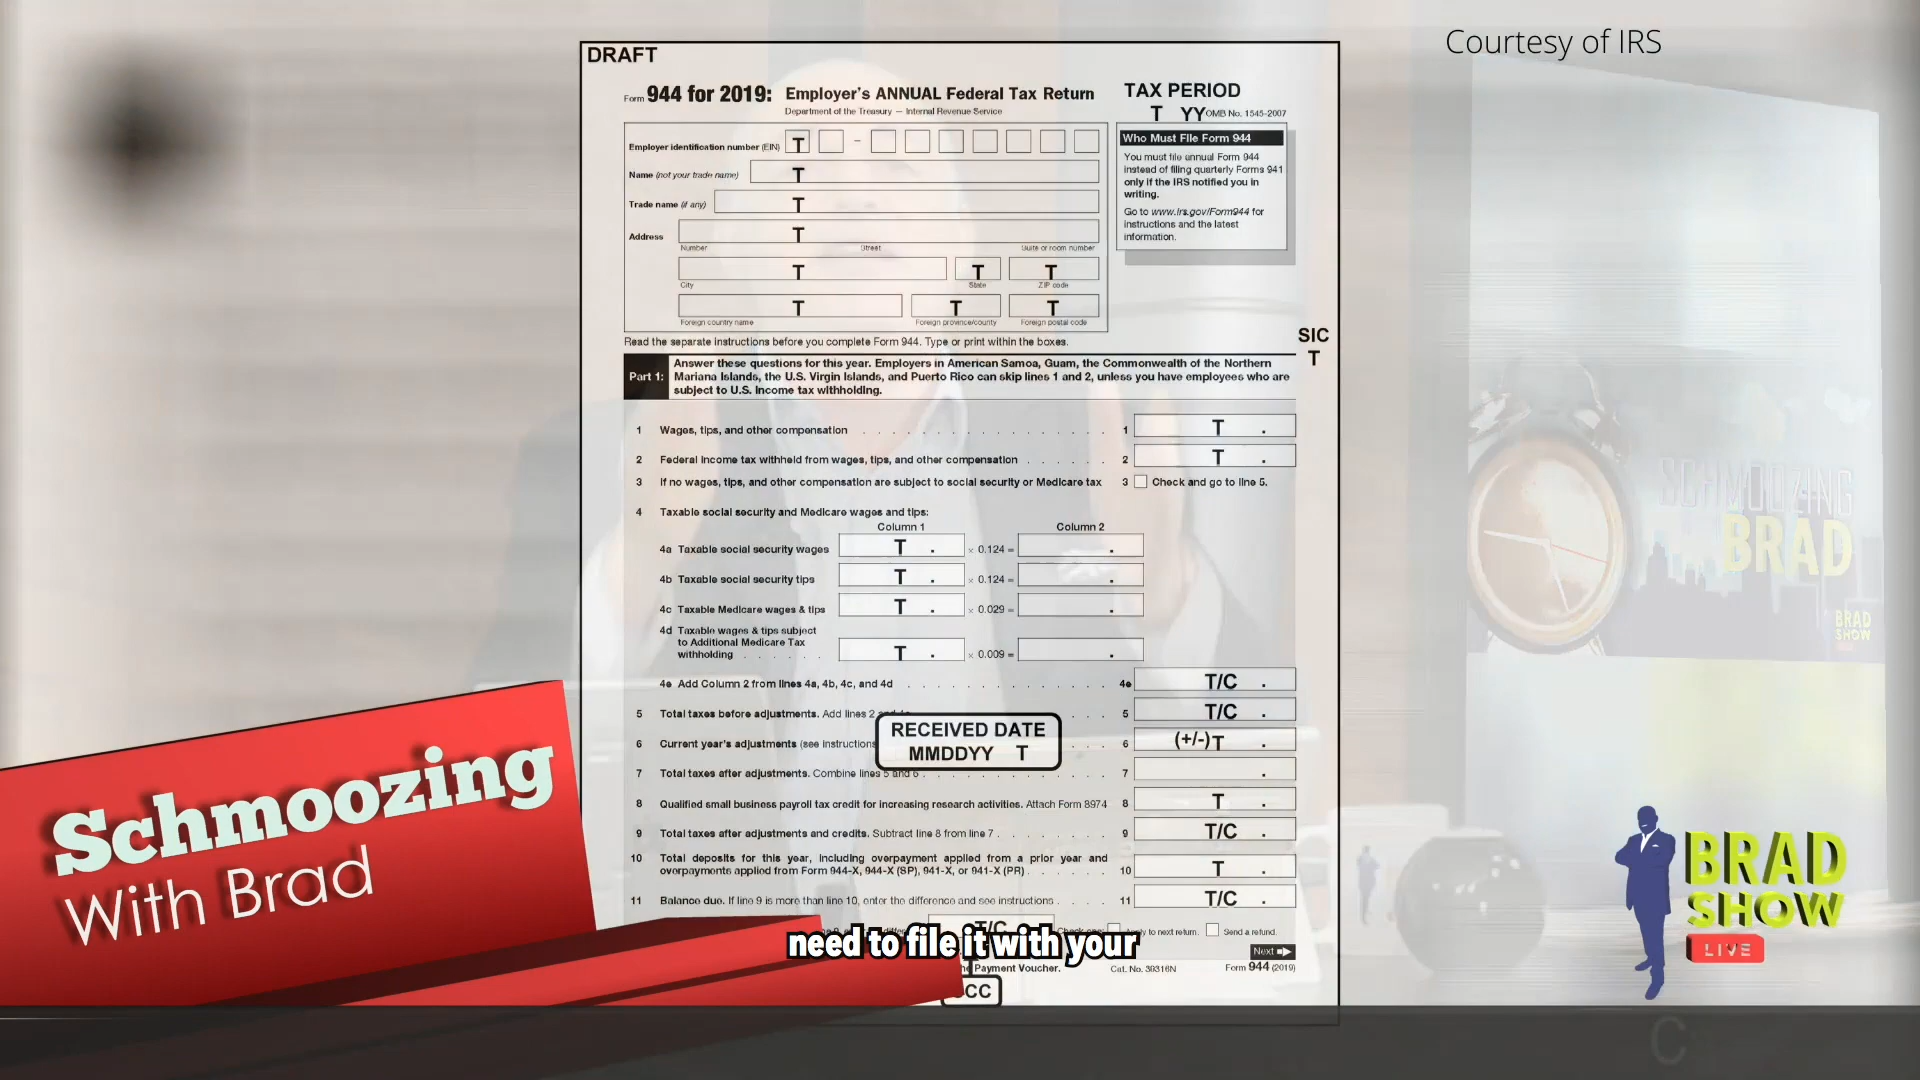 Courtesy of IRS
DRAFT
Form 944 for 2019: Employer's ANNUAL Federal Tax Return
Department of the Treasury — Internal Revenue Service
TAX PERIOD
T YY OMB No. 1545-2007
Employer identification number (EIN) T –
Name (not your trade name) T
Trade name (if any) T
Address T
Number Street Suite or room number
T T T
City State ZIP code
T T T
Foreign country name Foreign province/county Foreign postal code
Who Must File Form 944
You must file annual Form 944
instead of filing quarterly Forms 941
only if the IRS notified you in
writing.
Go to www.irs.gov/Form944 for
instructions and the latest
information.
Read the separate instructions before you complete Form 944. Type or print within the boxes.
SIC
T
Part 1: Answer these questions for this year. Employers in American Samoa, Guam, the Commonwealth of the Northern
Mariana Islands, the U.S. Virgin Islands, and Puerto Rico can skip lines 1 and 2, unless you have employees who are
subject to U.S. income tax withholding.
1 Wages, tips, and other compensation . . . . . . . . . . . . . . . . . 1 T .
2 Federal income tax withheld from wages, tips, and other compensation . . . . . . 2 T .
3 If no wages, tips, and other compensation are subject to social security or Medicare tax 3 Check and go to line 5.
4 Taxable social security and Medicare wages and tips:
Column 1 Column 2
4a Taxable social security wages T . × 0.124 = .
4b Taxable social security tips T . × 0.124 = .
4c Taxable Medicare wages & tips T . × 0.029 = .
4d Taxable wages & tips subject
to Additional Medicare Tax
withholding . . . . . . T . × 0.009 = .
4e Add Column 2 from lines 4a, 4b, 4c, and 4d . . . . . . . . . . . . . 4e T/C .
5 Total taxes before adjustments. Add lines 2 . . . 5 T/C .
RECEIVED DATE
MMDDYY T
6 Current year's adjustments (see instructions . . . 6 (+/-)T .
7 Total taxes after adjustments. Combine lines 5 and 6 . . . . . . . . . . . . 7 .
8 Qualified small business payroll tax credit for increasing research activities. Attach Form 8974 8 T .
9 Total taxes after adjustments and credits. Subtract line 8 from line 7 . . . . . . . 9 T/C .
10 Total deposits for this year, including overpayment applied from a prior year and
overpayments applied from Form 944-X, 944-X (SP), 941-X, or 941-X (PR) . . . . . 10 T .
11 Balance due. If line 9 is more than line 10, enter the difference and see instructions . . . . 11 T/C .
T/C Check one: Apply to next return. Send a refund.
Next
Payment Voucher. Cat. No. 39316N Form 944 (2019)
CC
need to file it with your
Schmoozing
With Brad
SCHMOOZING
BRAD
BRAD
SHOW
BRAD
SHOW
LIVE
C